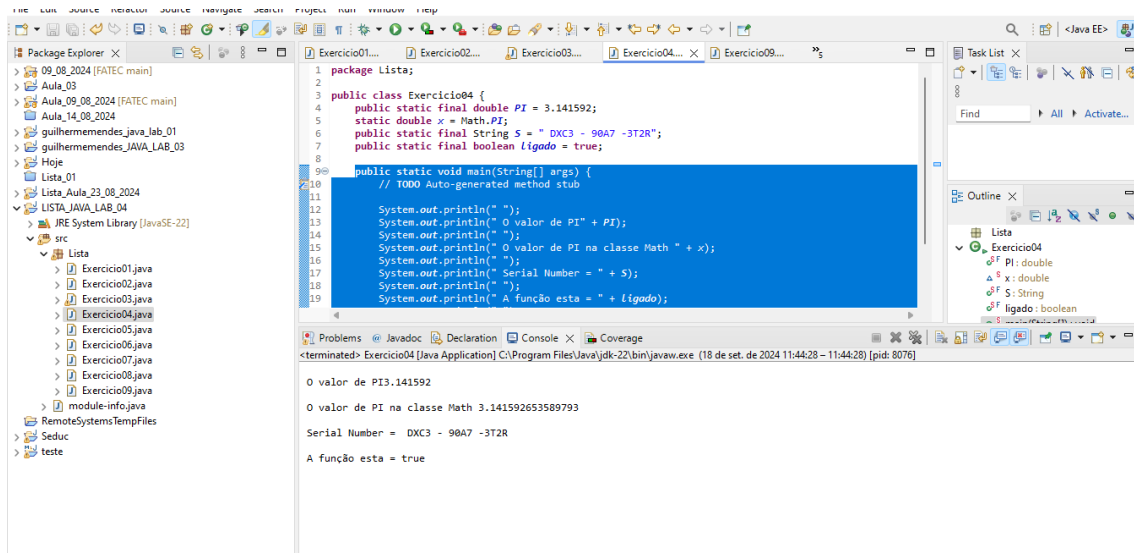 File Edit Source Refactor Source Navigate Search Project Run Window Help
<Java EE>
Package Explorer
09_08_2024 [FATEC main]
Aula_03
Aula_09_08_2024 [FATEC main]
Aula_14_08_2024
guilhermemendes_java_lab_01
guilhermemendes_JAVA_LAB_03
Hoje
Lista_01
Lista_Aula_23_08_2024
LISTA_JAVA_LAB_04
JRE System Library [JavaSE-22]
src
Lista
Exercicio01.java
Exercicio02.java
Exercicio03.java
Exercicio04.java
Exercicio05.java
Exercicio06.java
Exercicio07.java
Exercicio08.java
Exercicio09.java
module-info.java
RemoteSystemsTempFiles
Seduc
teste
Exercicio01.... Exercicio02.... Exercicio03.... Exercicio04.... Exercicio09.... »5
1 package Lista;
2
3 public class Exercicio04 {
4 public static final double PI = 3.141592;
5 static double x = Math.PI;
6 public static final String S = " DXC3 - 90A7 -3T2R";
7 public static final boolean ligado = true;
8
9 public static void main(String[] args) {
10 // TODO Auto-generated method stub
11
12 System.out.println(" ");
13 System.out.println(" O valor de PI" + PI);
14 System.out.println(" ");
15 System.out.println(" O valor de PI na classe Math " + x);
16 System.out.println(" ");
17 System.out.println(" Serial Number = " + S);
18 System.out.println(" ");
19 System.out.println(" A função esta = " + ligado);
Task List
Find All Activate...
Outline
Lista
Exercicio04
PI : double
x : double
S : String
ligado : boolean
main(String[]) : void
Problems Javadoc Declaration Console Coverage
<terminated> Exercicio04 [Java Application] C:\Program Files\Java\jdk-22\bin\javaw.exe (18 de set. de 2024 11:44:28 – 11:44:28) [pid: 8076]
O valor de PI3.141592
O valor de PI na classe Math 3.141592653589793
Serial Number =  DXC3 - 90A7 -3T2R
A função esta = true